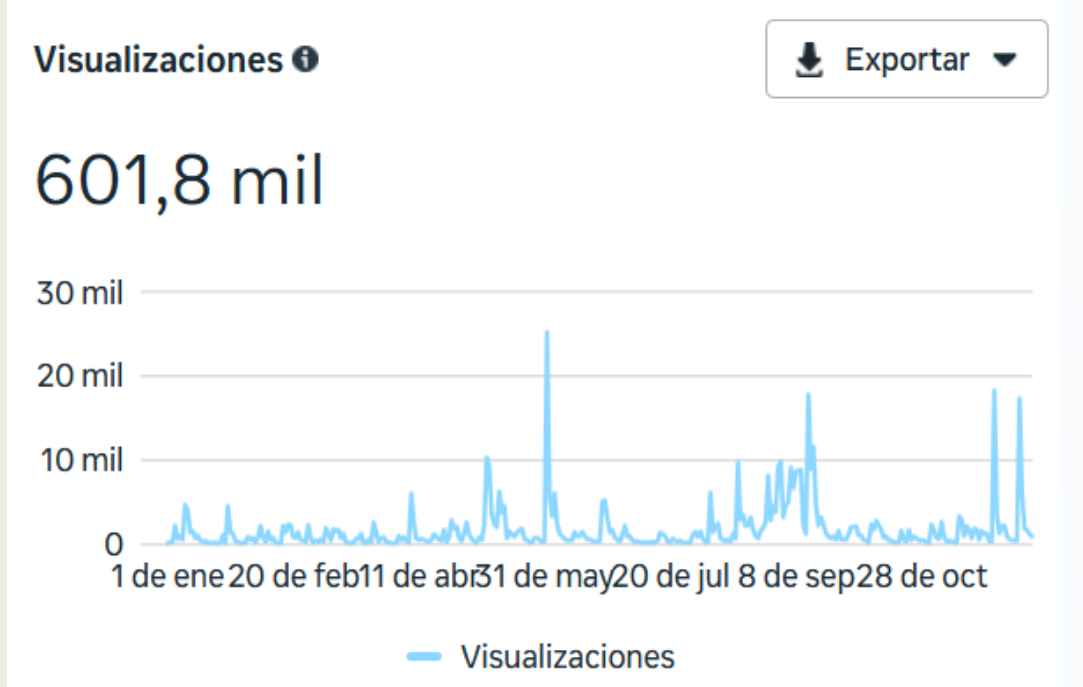 Visualizaciones
Exportar
601,8 mil
30 mil
20 mil
10 mil
0
1 de ene 20 de feb 11 de abr 31 de may 20 de jul 8 de sep 28 de oct
Visualizaciones